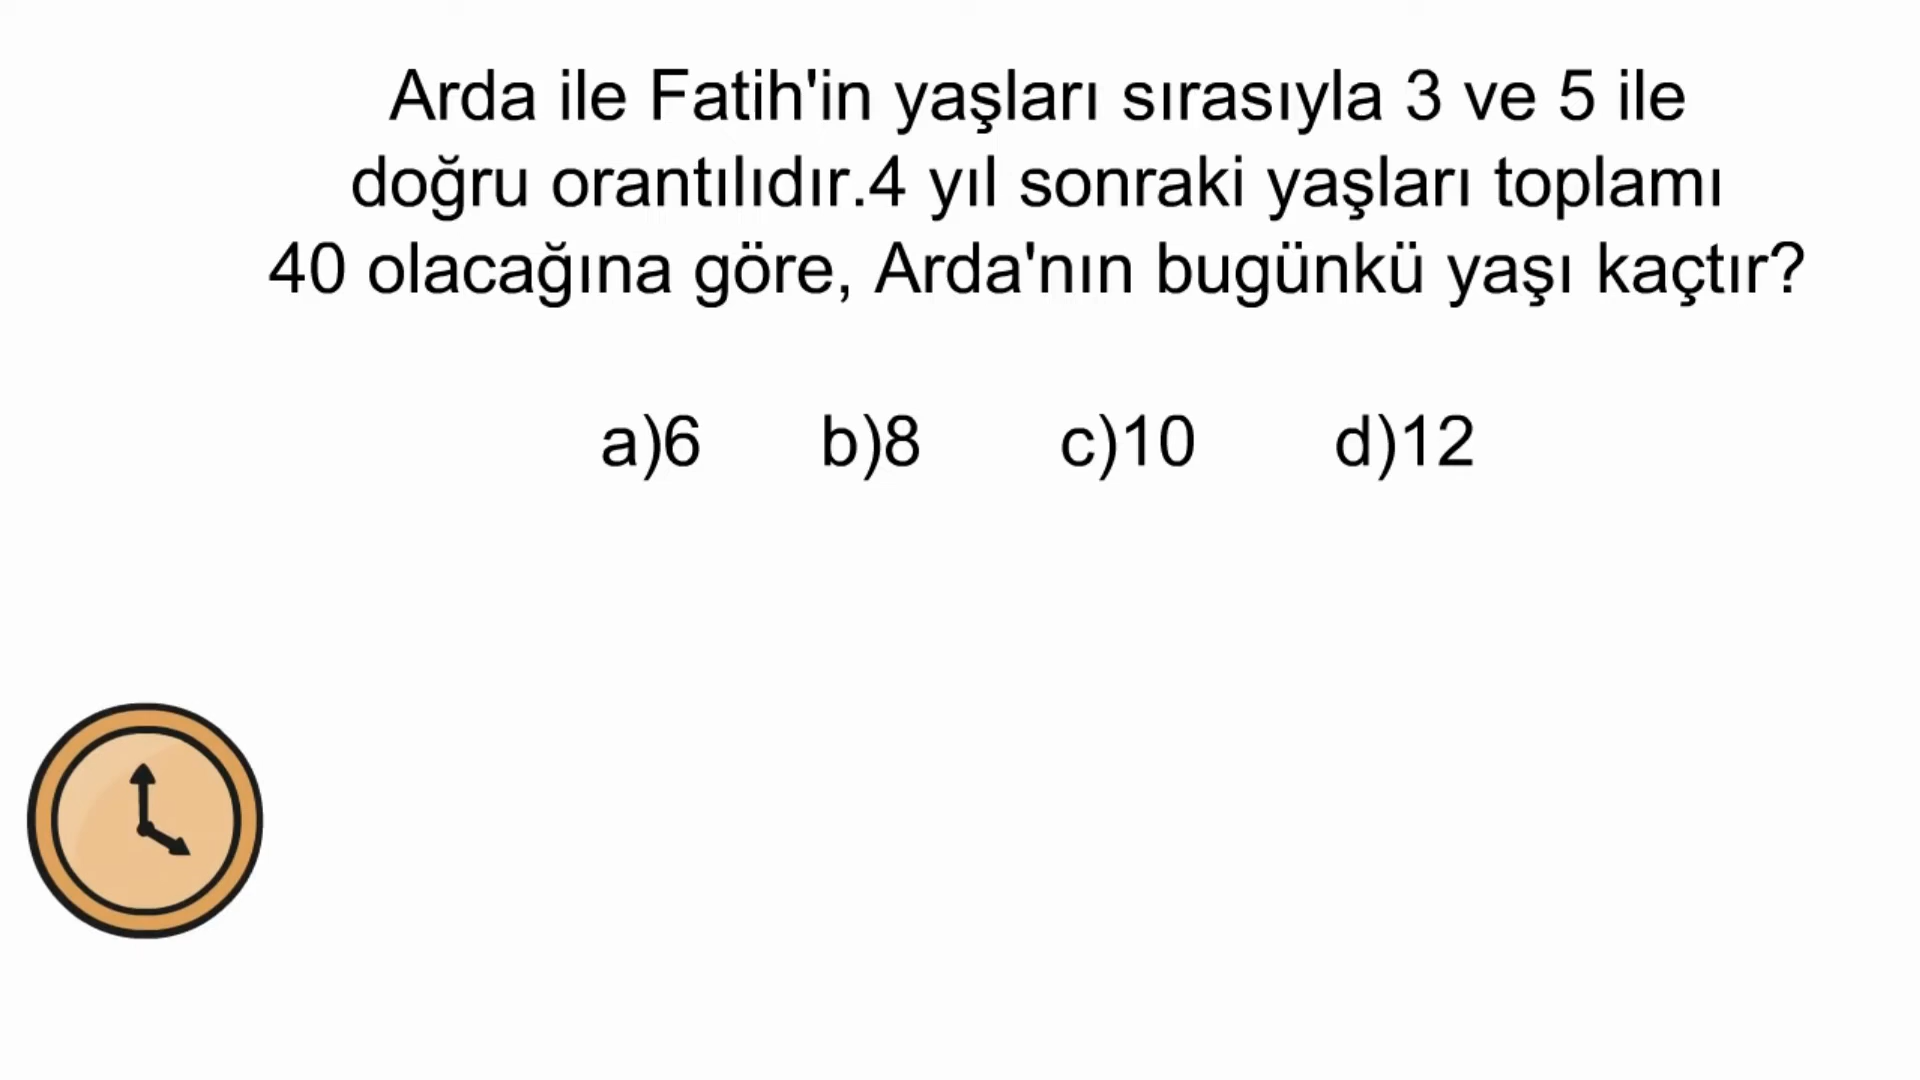 Arda ile Fatih'in yaşları sırasıyla 3 ve 5 ile
doğru orantılıdır.4 yıl sonraki yaşları toplamı
40 olacağına göre, Arda'nın bugünkü yaşı kaçtır?
a)6 b)8 c)10 d)12